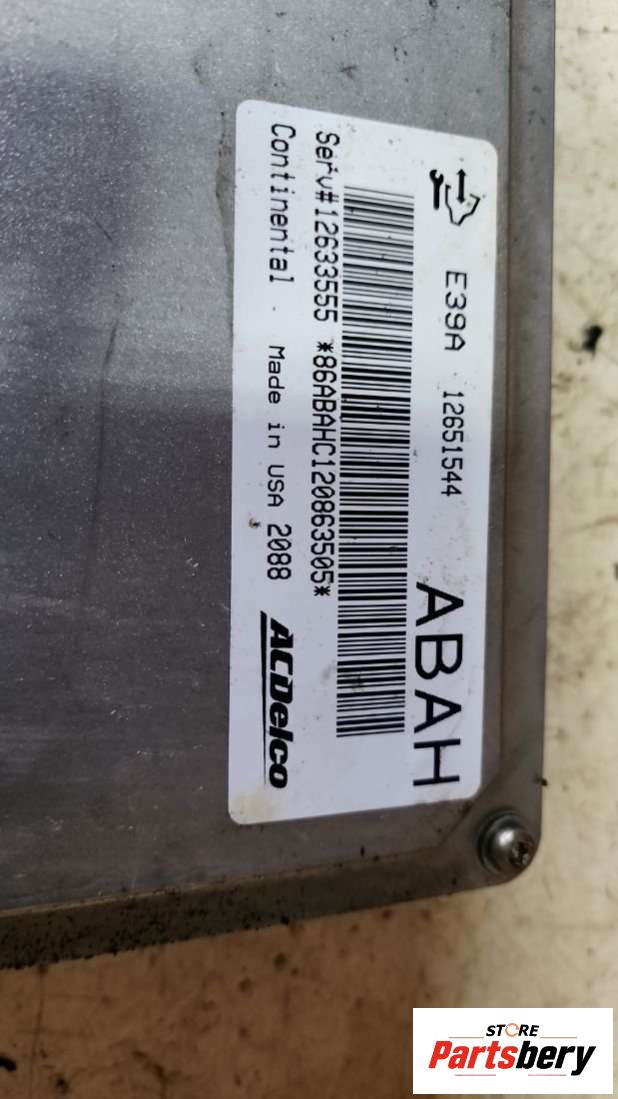 E39A 12651544
ABAH
Serv#12633555 *86ABAHC120863505*
Continental Made in USA 2088
ACDelco
STORE
Partsbery